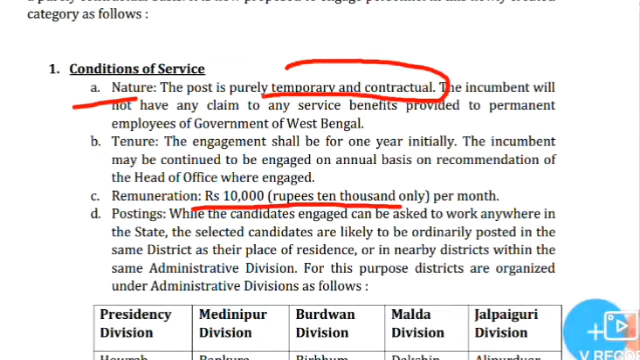 category as follows :
1. Conditions of Service
a. Nature: The post is purely temporary and contractual. The incumbent will
not have any claim to any service benefits provided to permanent
employees of Government of West Bengal.
b. Tenure: The engagement shall be for one year initially. The incumbent
may be continued to be engaged on annual basis on recommendation of
the Head of Office where engaged.
c. Remuneration: Rs 10,000 (rupees ten thousand only) per month.
d. Postings: While the candidates engaged can be asked to work anywhere in
the State, the selected candidates are likely to be ordinarily posted in the
same District as their place of residence, or in nearby districts within the
same Administrative Division. For this purpose districts are organized
under Administrative Divisions as follows :
Presidency Division
Medinipur Division
Burdwan Division
Malda Division
Jalpaiguri Division
V RECO